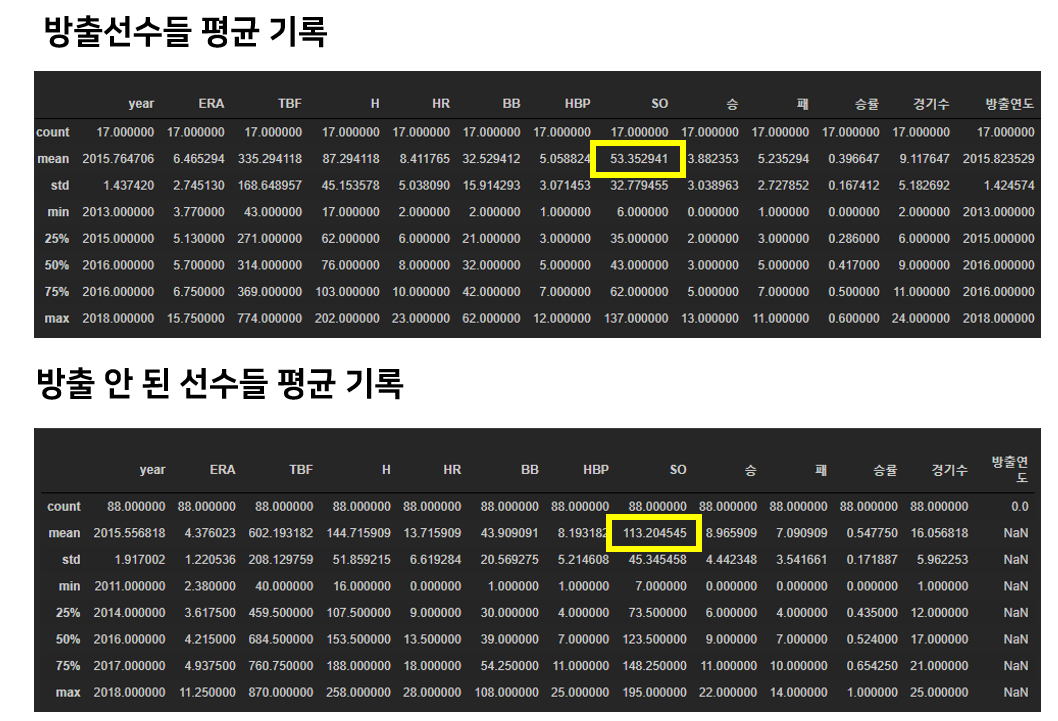 방출선수들 평균 기록
year ERA TBF H HR BB HBP SO 승 패 승률 경기수 방출연도
count 17.000000 17.000000 17.000000 17.000000 17.000000 17.000000 17.000000 17.000000 17.000000 17.000000 17.000000 17.000000 17.000000
mean 2015.764706 6.465294 335.294118 87.294118 8.411765 32.529412 5.058824 53.352941 3.882353 5.235294 0.396647 9.117647 2015.823529
std 1.437420 2.745130 168.648957 45.153578 5.038090 15.914293 3.071453 32.779455 3.038963 2.727852 0.167412 5.182692 1.424574
min 2013.000000 3.770000 43.000000 17.000000 2.000000 2.000000 1.000000 6.000000 0.000000 1.000000 0.000000 2.000000 2013.000000
25% 2015.000000 5.130000 271.000000 62.000000 6.000000 21.000000 3.000000 35.000000 2.000000 3.000000 0.286000 6.000000 2015.000000
50% 2016.000000 5.700000 314.000000 76.000000 8.000000 32.000000 5.000000 43.000000 3.000000 5.000000 0.417000 9.000000 2016.000000
75% 2016.000000 6.750000 369.000000 103.000000 10.000000 42.000000 7.000000 62.000000 5.000000 7.000000 0.500000 11.000000 2016.000000
max 2018.000000 15.750000 774.000000 202.000000 23.000000 62.000000 12.000000 137.000000 13.000000 11.000000 0.600000 24.000000 2018.000000
방출 안 된 선수들 평균 기록
year ERA TBF H HR BB HBP SO 승 패 승률 경기수 방출연
도
count 88.000000 88.000000 88.000000 88.000000 88.000000 88.000000 88.000000 88.000000 88.000000 88.000000 88.000000 88.000000 0.0
mean 2015.556818 4.376023 602.193182 144.715909 13.715909 43.909091 8.193182 113.204545 8.965909 7.090909 0.547750 16.056818 NaN
std 1.917002 1.220536 208.129759 51.859215 6.619284 20.569275 5.214608 45.345458 4.442348 3.541661 0.171887 5.962253 NaN
min 2011.000000 2.380000 40.000000 16.000000 0.000000 1.000000 1.000000 7.000000 0.000000 0.000000 0.000000 1.000000 NaN
25% 2014.000000 3.617500 459.500000 107.500000 9.000000 30.000000 4.000000 73.500000 6.000000 4.000000 0.435000 12.000000 NaN
50% 2016.000000 4.215000 684.500000 153.500000 13.500000 39.000000 7.000000 123.500000 9.000000 7.000000 0.524000 17.000000 NaN
75% 2017.000000 4.937500 760.750000 188.000000 18.000000 54.250000 11.000000 148.250000 11.000000 10.000000 0.654250 21.000000 NaN
max 2018.000000 11.250000 870.000000 258.000000 28.000000 108.000000 25.000000 195.000000 22.000000 14.000000 1.000000 25.000000 NaN